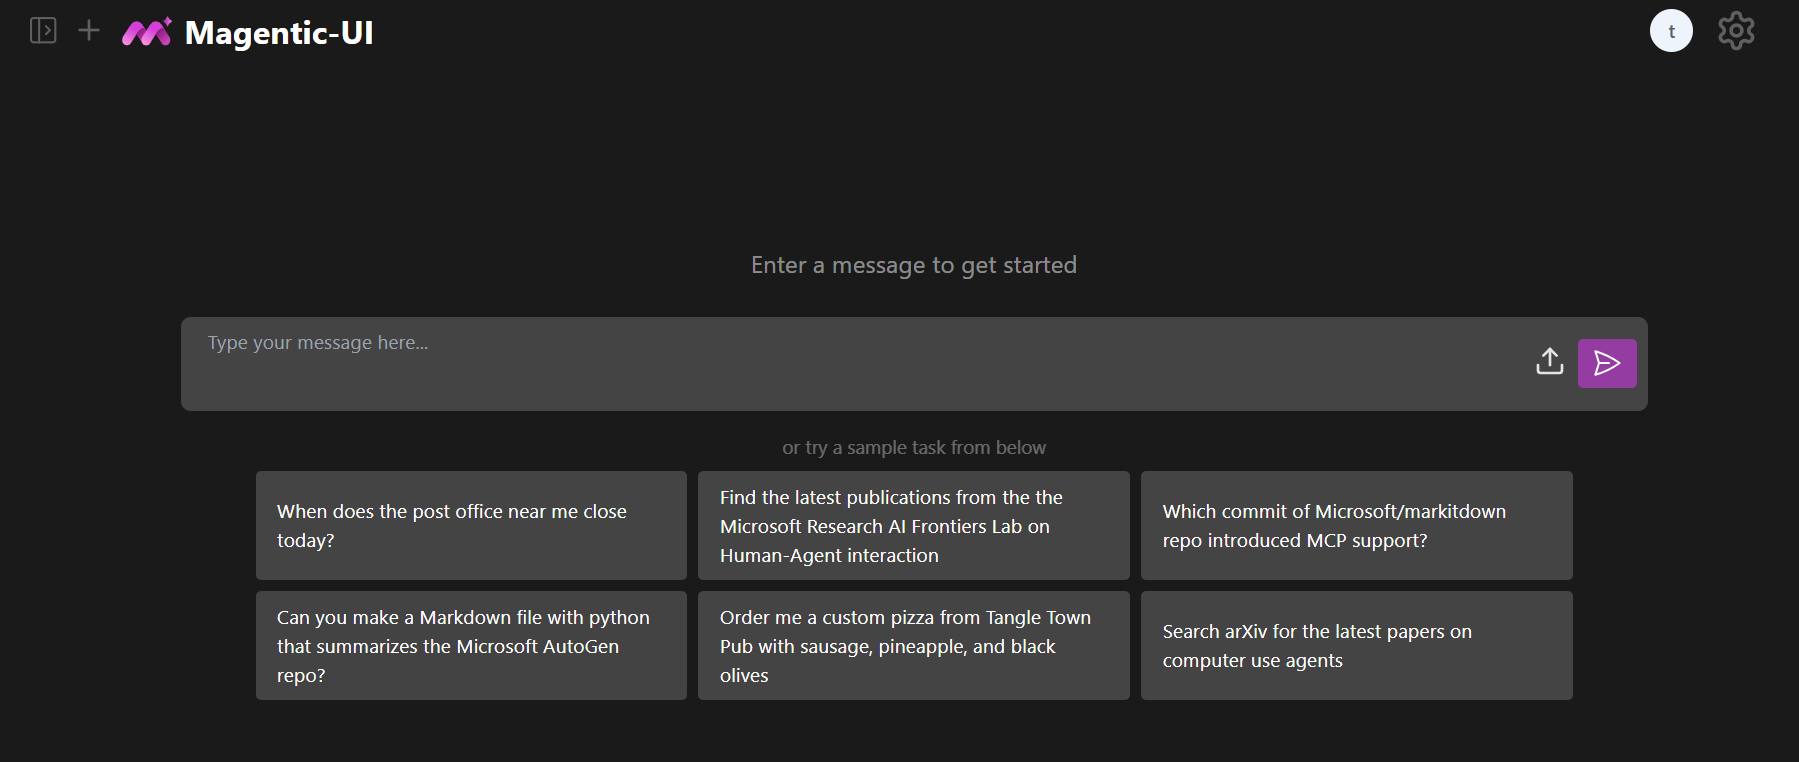 Magentic-UI
t
Enter a message to get started
Type your message here...
or try a sample task from below
When does the post office near me close
today?
Find the latest publications from the the
Microsoft Research AI Frontiers Lab on
Human-Agent interaction
Which commit of Microsoft/markitdown
repo introduced MCP support?
Can you make a Markdown file with python
that summarizes the Microsoft AutoGen
repo?
Order me a custom pizza from Tangle Town
Pub with sausage, pineapple, and black
olives
Search arXiv for the latest papers on
computer use agents